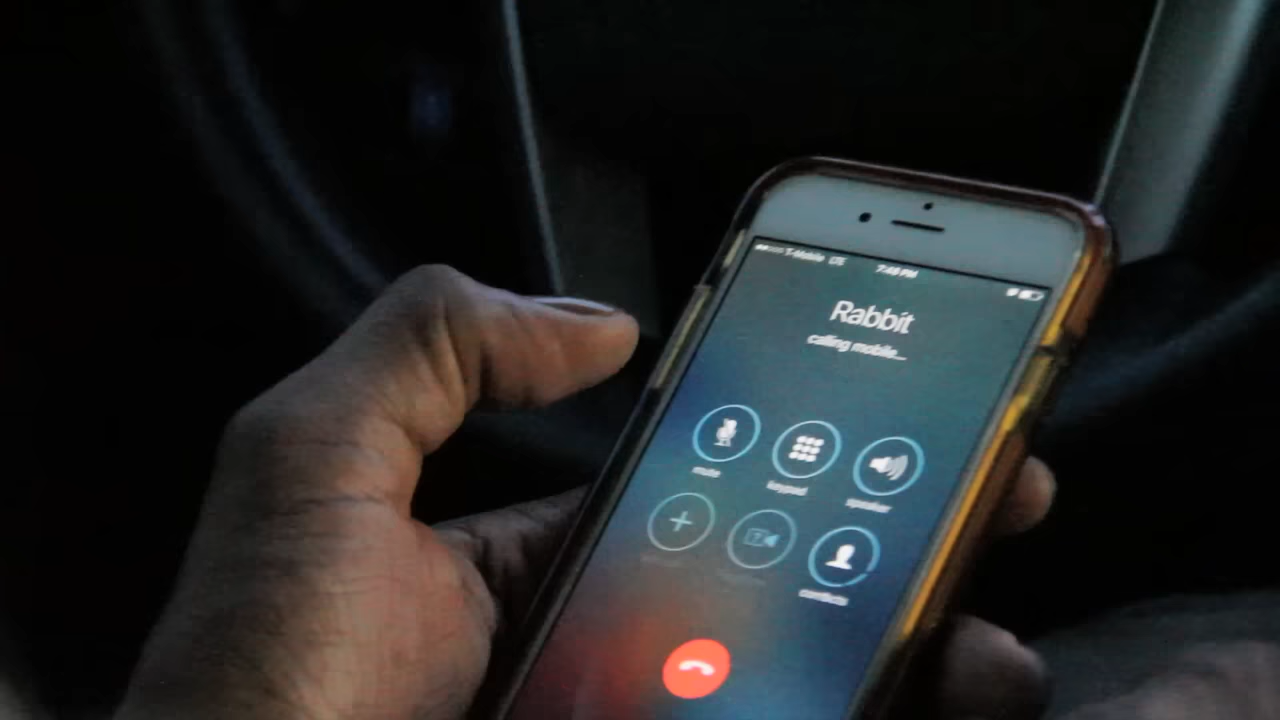 T-Mobile LTE 7:48 PM
Rabbit
calling mobile...
mute keypad speaker
contacts